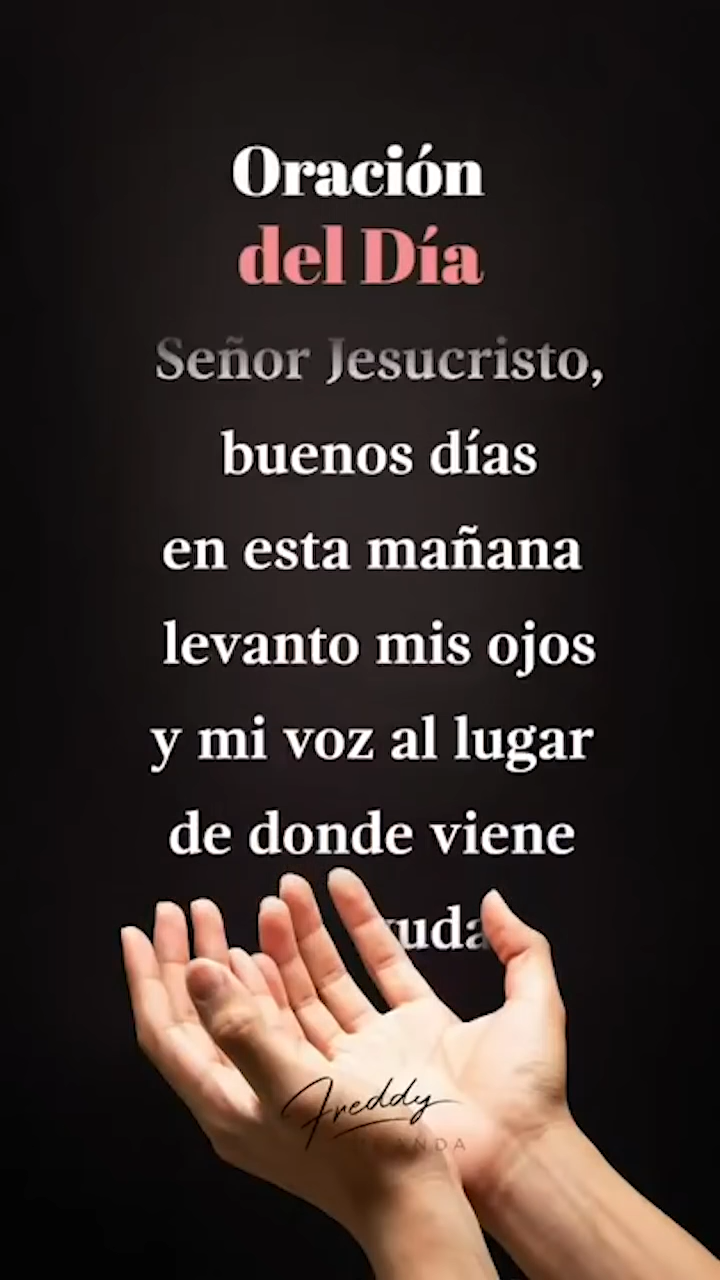 Oración
del Día
Señor Jesucristo,
buenos días
en esta mañana
levanto mis ojos
y mi voz al lugar
de donde viene
Freddy